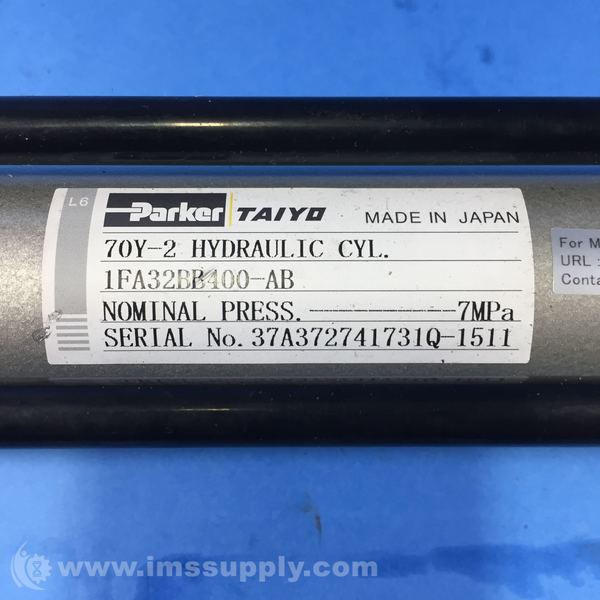 L6
Parker TAIYO MADE IN JAPAN
70Y-2 HYDRAULIC CYL.
1FA32BB400-AB
NOMINAL PRESS. 7MPa
SERIAL No. 37A372741731Q-1511
For M
URL :
Conta
www.imssupply.com